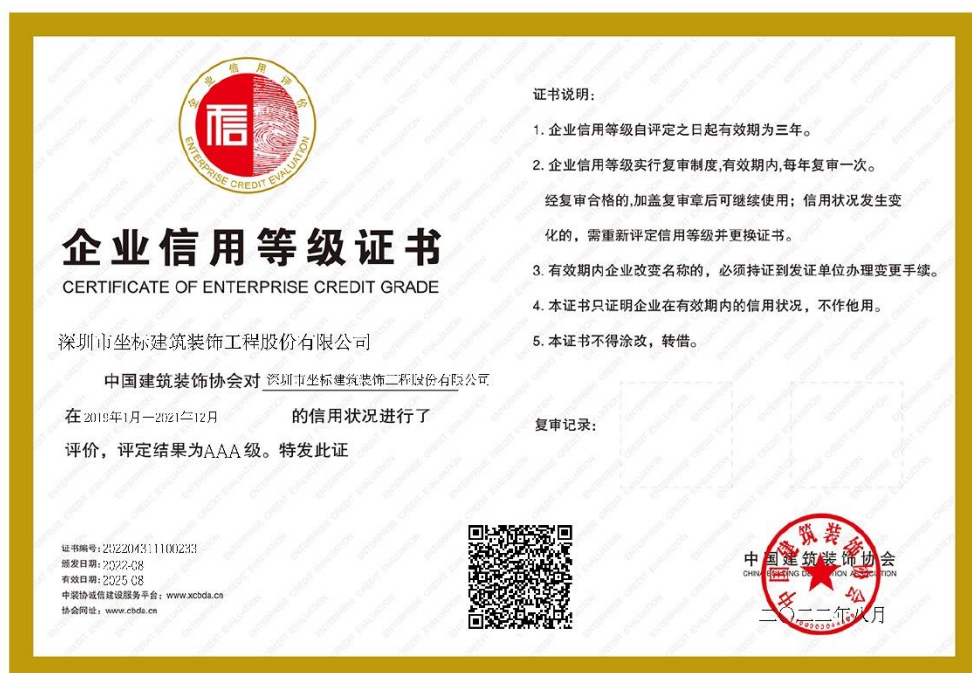 企业信用评价
信
ENTERPRISE CREDIT EVALUATION
企业信用等级证书
CERTIFICATE OF ENTERPRISE CREDIT GRADE
深圳市坐标建筑装饰工程股份有限公司
中国建筑装饰协会对 深圳市坐标建筑装饰工程股份有限公司
在 2019年1月—2021年12月 的信用状况进行了
评价，评定结果为AAA 级。特发此证
证书编号：202204311100233
颁发日期：2022-08
有效日期：2025-08
中装协诚信建设服务平台：www.xcbda.cn
协会网址：www.cbda.cn
证书说明：
1. 企业信用等级自评定之日起有效期为三年。
2. 企业信用等级实行复审制度,有效期内,每年复审一次。
经复审合格的,加盖复审章后可继续使用；信用状况发生变
化的，需重新评定信用等级并更换证书。
3. 有效期内企业改变名称的，必须持证到发证单位办理变更手续。
4. 本证书只证明企业在有效期内的信用状况，不作他用。
5. 本证书不得涂改，转借。
复审记录：
中国建筑装饰协会
CHINA BUILDING DECORATION ASSOCIATION
中国建筑装饰协会
二〇二二年八月